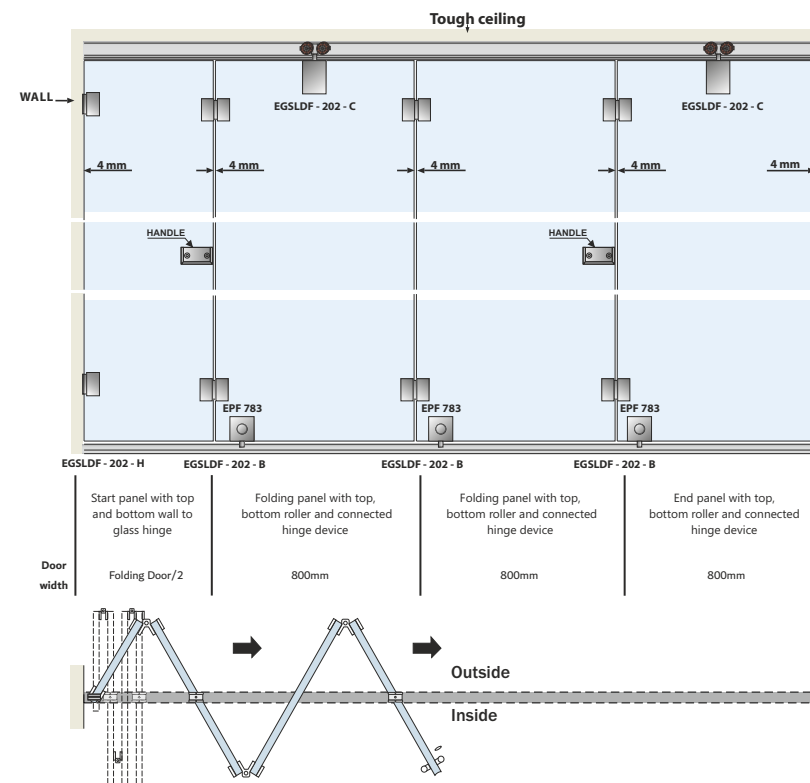 Tough ceiling
WALL
EGSLDF - 202 - C
EGSLDF - 202 - C
4 mm
4 mm
4 mm
4 mm
4 mm
HANDLE
HANDLE
EPF 783
EPF 783
EPF 783
EGSLDF - 202 - H
EGSLDF - 202 - B
EGSLDF - 202 - B
EGSLDF - 202 - B
Start panel with top
and bottom wall to
glass hinge
Folding panel with top,
bottom roller and connected
hinge device
Folding panel with top,
bottom roller and connected
hinge device
End panel with top,
bottom roller and connected
hinge device
Door
width
Folding Door/2
800mm
800mm
800mm
Outside
Inside